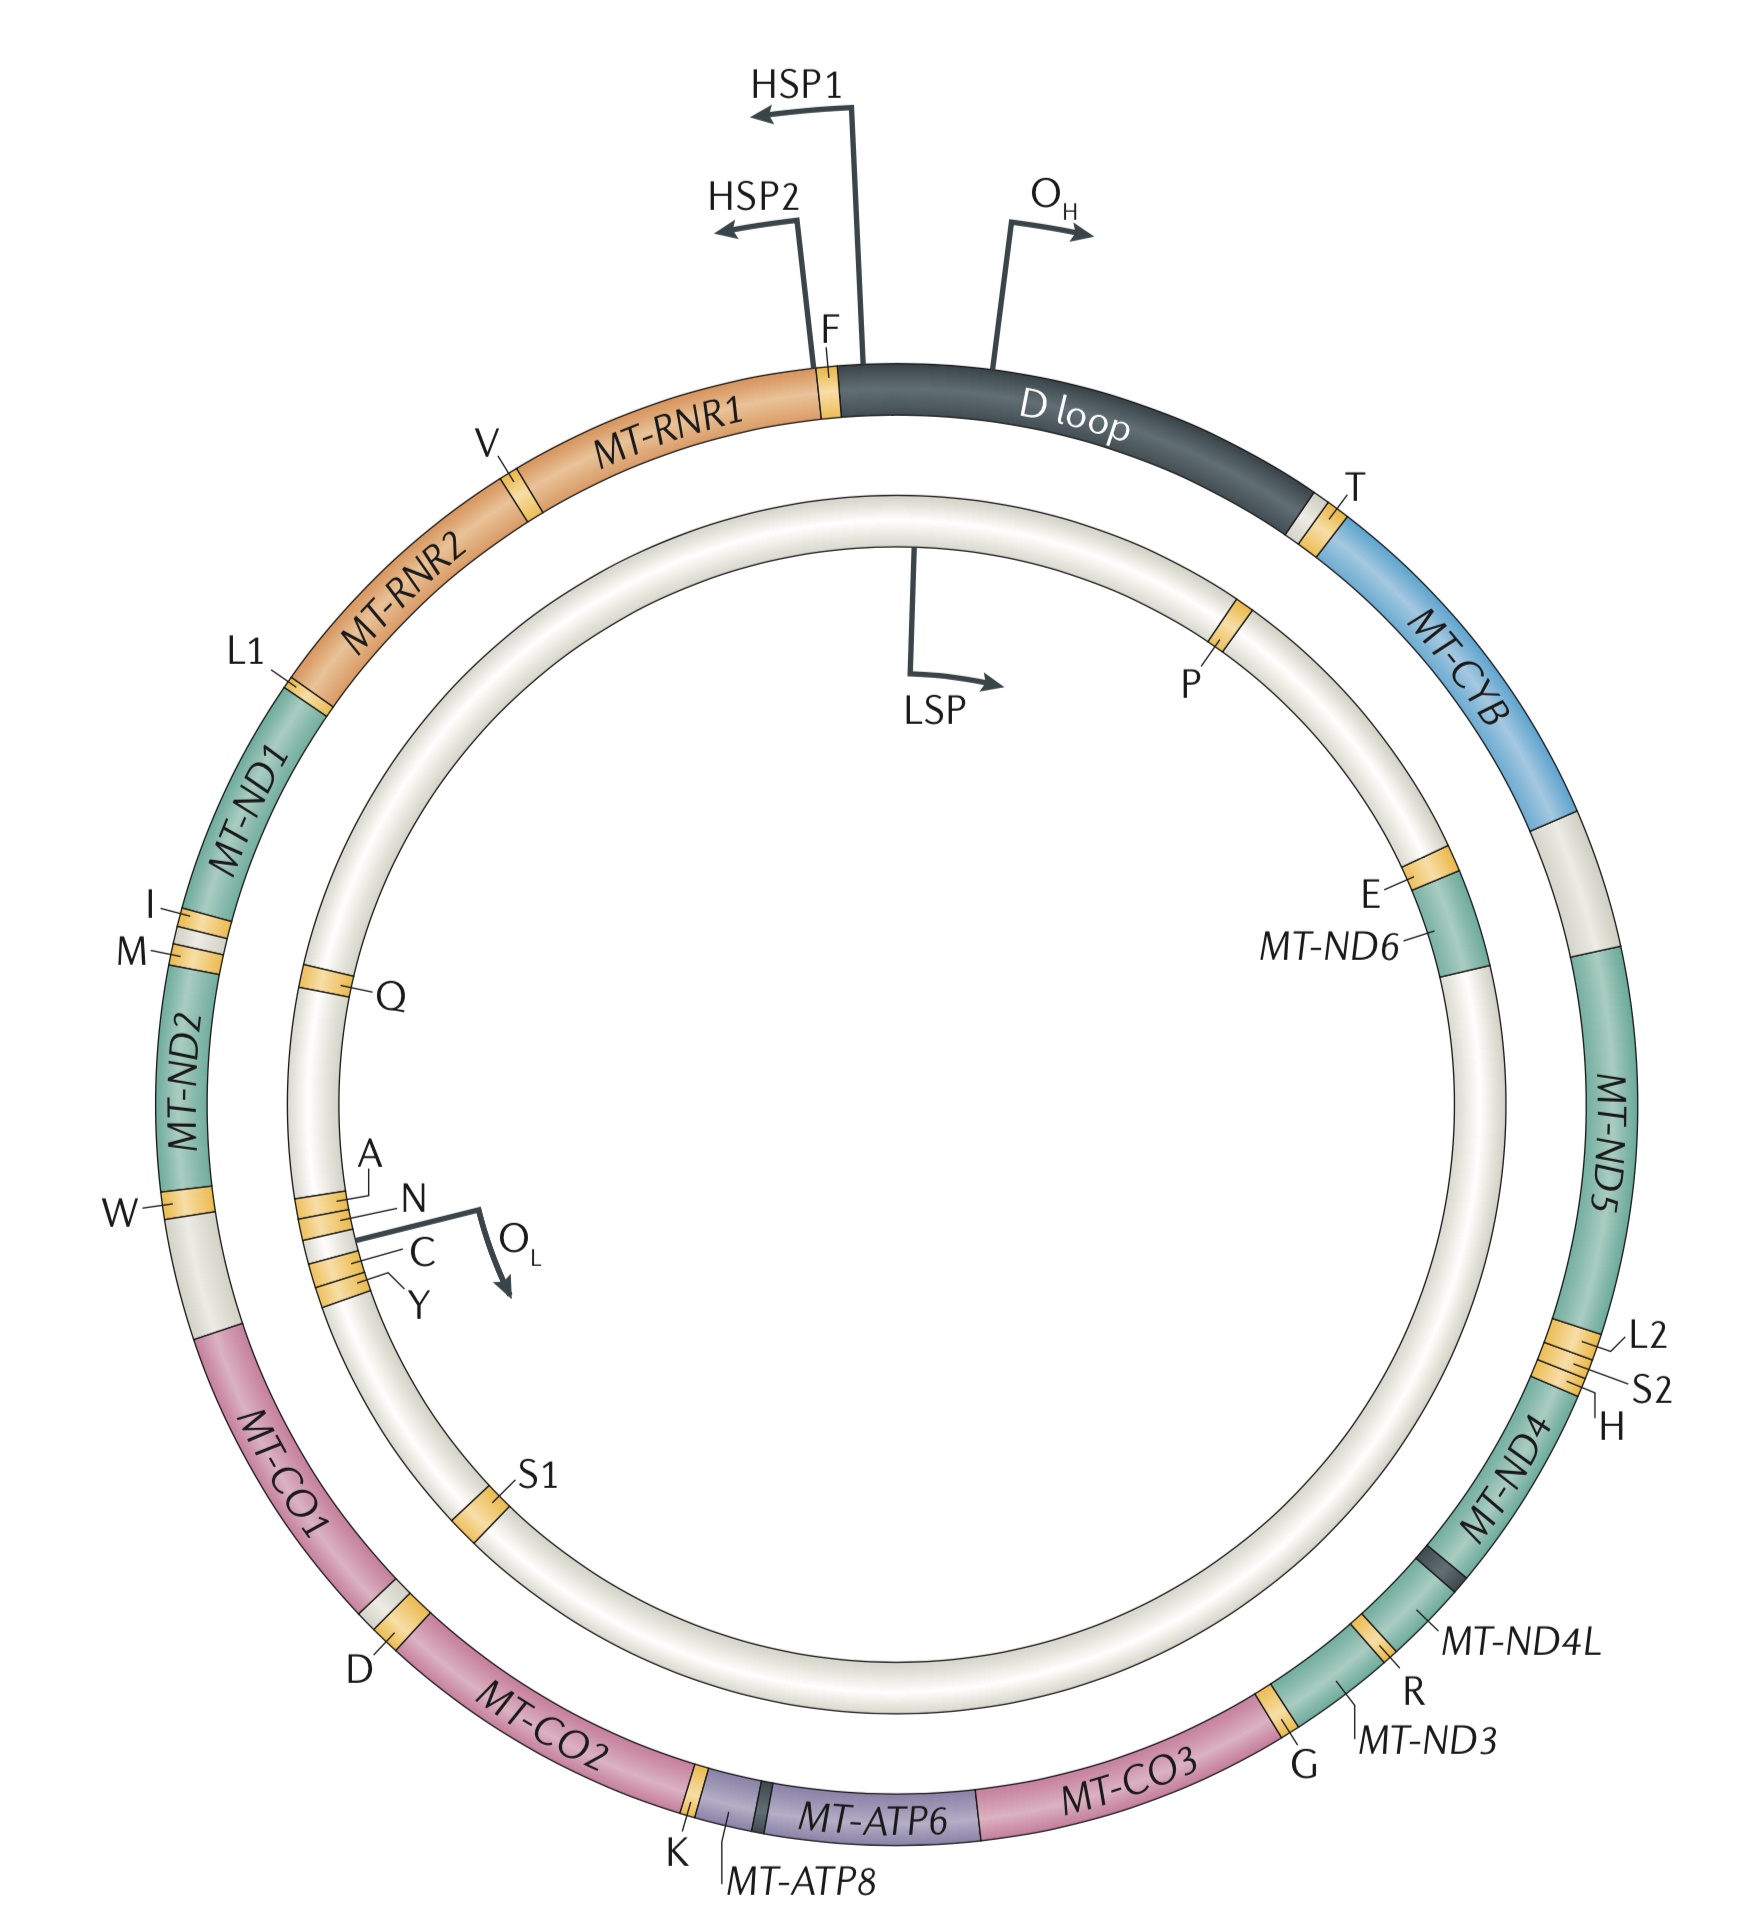 HSP1
HSP2
OH
F
D loop
MT-RNR1
V
T
MT-RNR2
MT-CYB
L1
P
LSP
MT-ND1
E
I
MT-ND6
M
Q
MT-ND2
MT-ND5
A
N
W
OL
C
Y
L2
S2
H
MT-CO1
MT-ND4
S1
MT-ND4L
D
R
MT-CO2
MT-ND3
G
MT-CO3
MT-ATP6
K
MT-ATP8